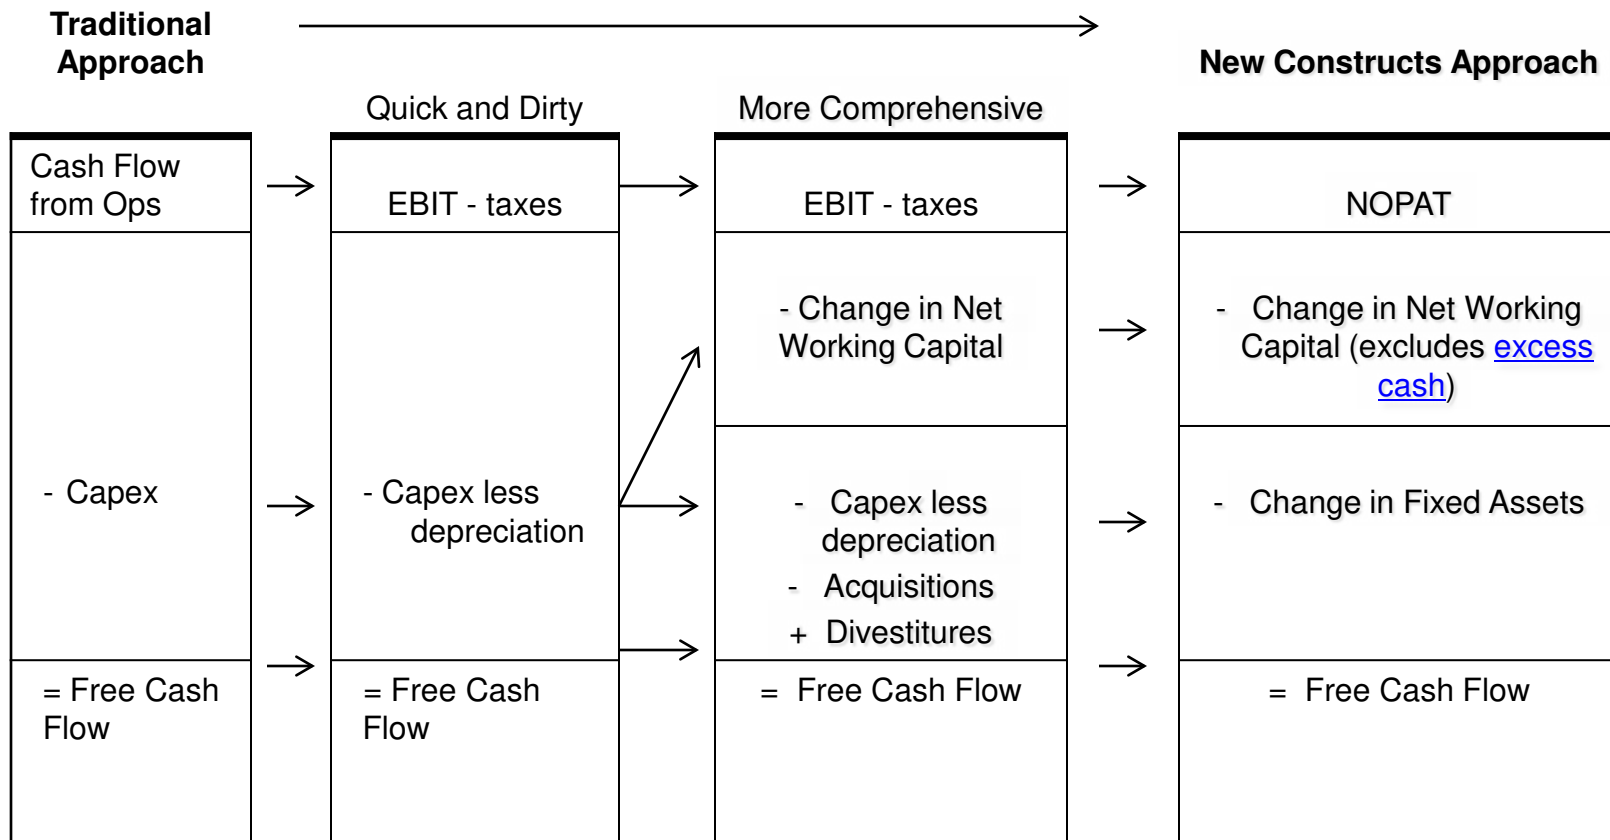 Traditional
Approach
New Constructs Approach
Quick and Dirty
More Comprehensive
Cash Flow
from Ops
EBIT - taxes
EBIT - taxes
NOPAT
- Capex
- Capex less
depreciation
- Change in Net
Working Capital
- Capex less
depreciation
- Acquisitions
+ Divestitures
- Change in Net Working
Capital (excludes excess
cash)
- Change in Fixed Assets
= Free Cash
Flow
= Free Cash
Flow
= Free Cash Flow
= Free Cash Flow